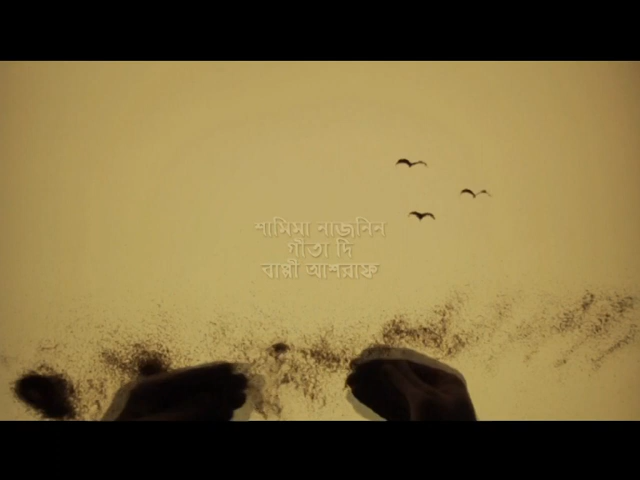 শামিমা নাজনিন
গীতা দি
বাপ্পী আশরাফ